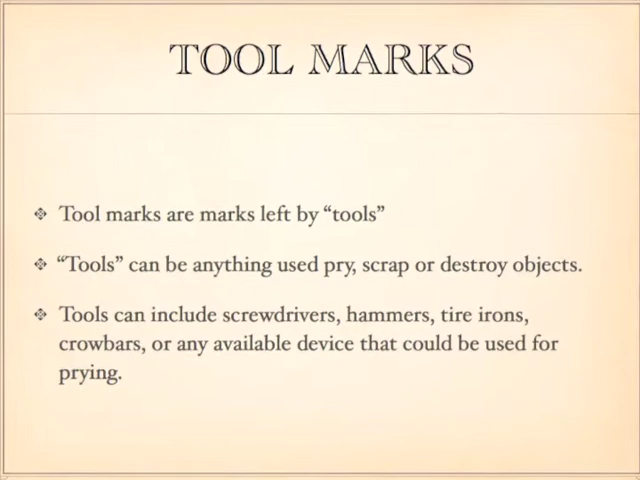 TOOL MARKS
Tool marks are marks left by “tools”
“Tools” can be anything used pry, scrap or destroy objects.
Tools can include screwdrivers, hammers, tire irons,
crowbars, or any available device that could be used for
prying.